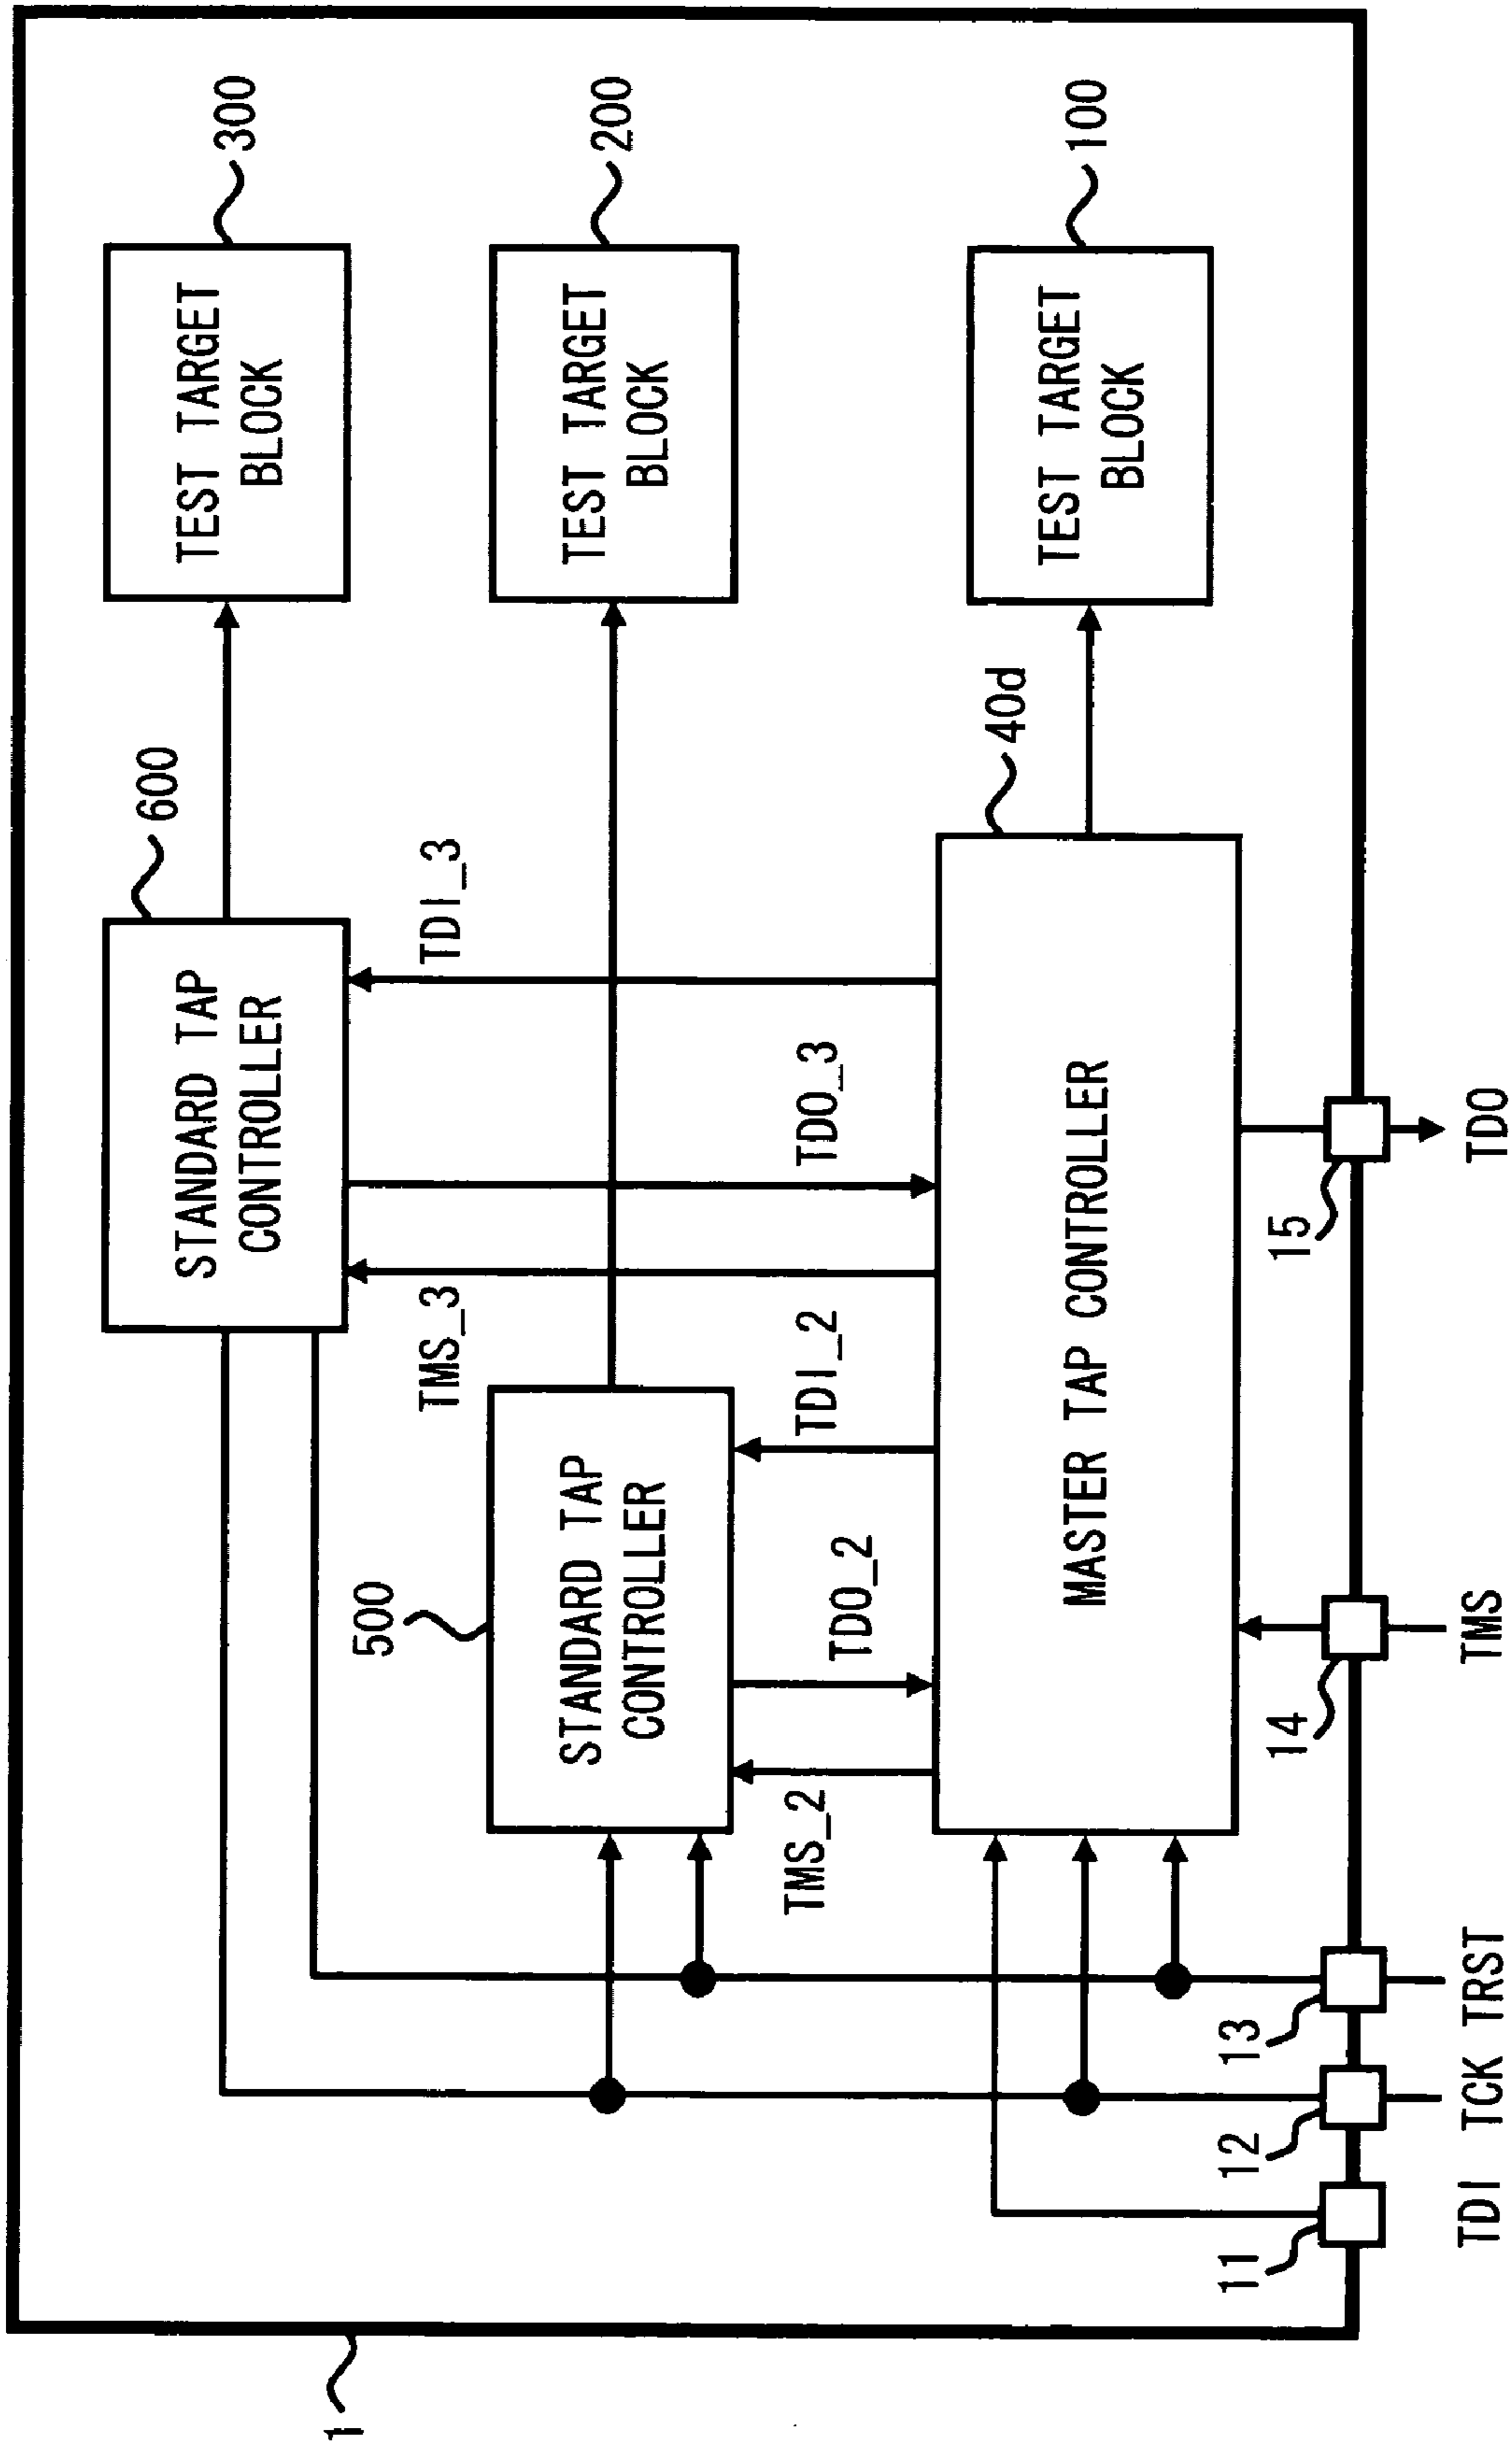 1
600
300
STANDARD TAP
CONTROLLER
TEST TARGET
BLOCK
TMS_3
TDI_3
500
200
STANDARD TAP
CONTROLLER
TEST TARGET
BLOCK
TDO_3
TDI_2
TDO_2
TMS_2
40d
100
MASTER TAP CONTROLLER
TEST TARGET
BLOCK
11
12
13
14
15
TDI
TCK
TRST
TMS
TDO